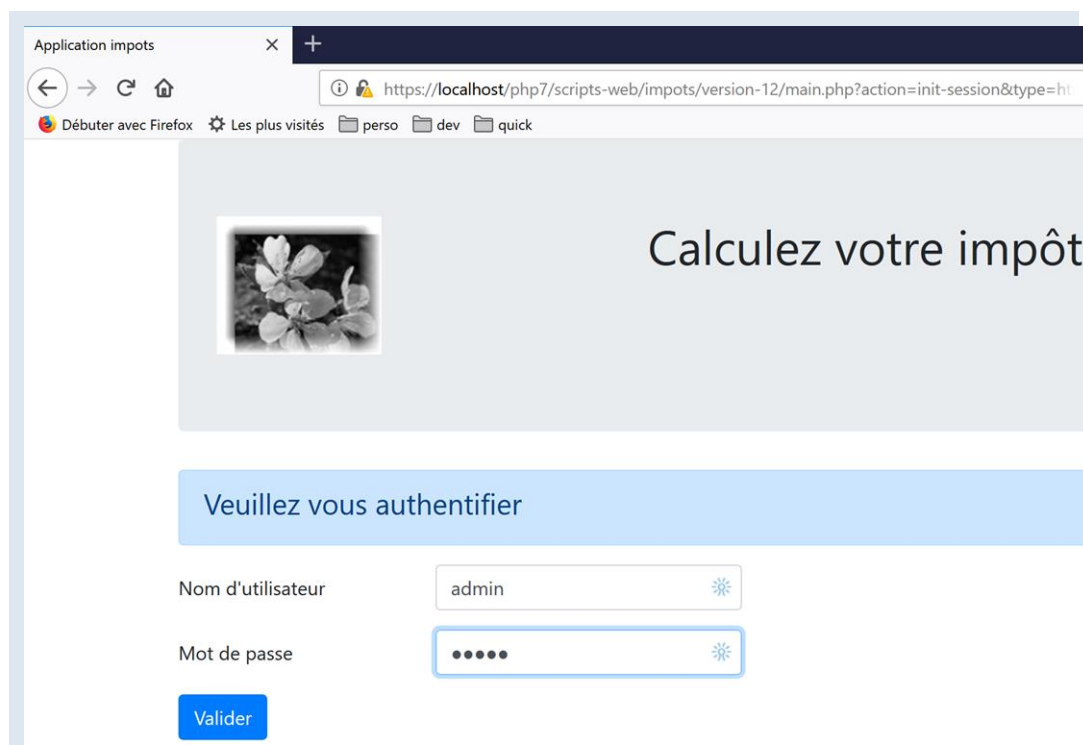 Application impots
https://localhost/php7/scripts-web/impots/version-12/main.php?action=init-session&type=ht
Débuter avec Firefox Les plus visités perso dev quick
Calculez votre impôt
Veuillez vous authentifier
Nom d'utilisateur admin
Mot de passe •••••
Valider